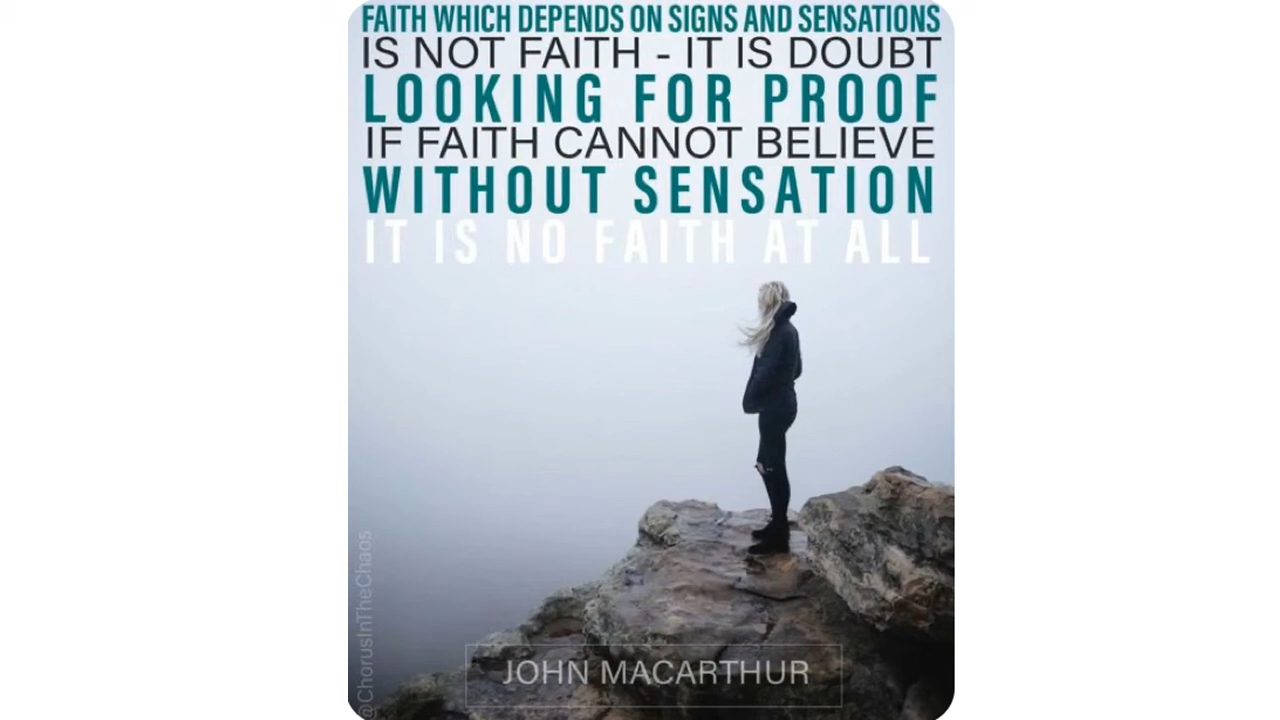 FAITH WHICH DEPENDS ON SIGNS AND SENSATIONS
IS NOT FAITH - IT IS DOUBT
LOOKING FOR PROOF
IF FAITH CANNOT BELIEVE
WITHOUT SENSATION
IT IS NO FAITH AT ALL
@ChorusInTheChaos
JOHN MACARTHUR